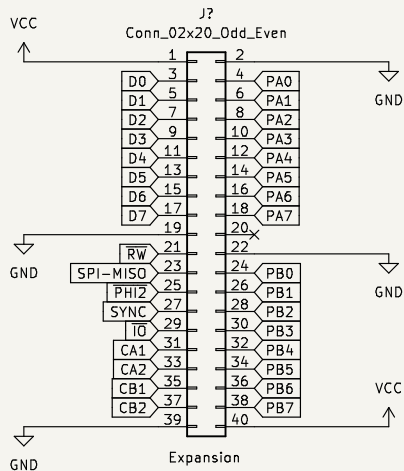 J?
Conn_02x20_Odd_Even
VCC
1 2
GND
D0 3 4 PA0
D1 5 6 PA1
D2 7 8 PA2
D3 9 10 PA3
D4 11 12 PA4
D5 13 14 PA5
D6 15 16 PA6
D7 17 18 PA7
19 20
GND
RW 21 22
GND
SPI-MISO 23 24 PB0
PHI2 25 26 PB1
SYNC 27 28 PB2
IO 29 30 PB3
CA1 31 32 PB4
CA2 33 34 PB5
CB1 35 36 PB6
CB2 37 38 PB7
VCC
39 40
GND
Expansion